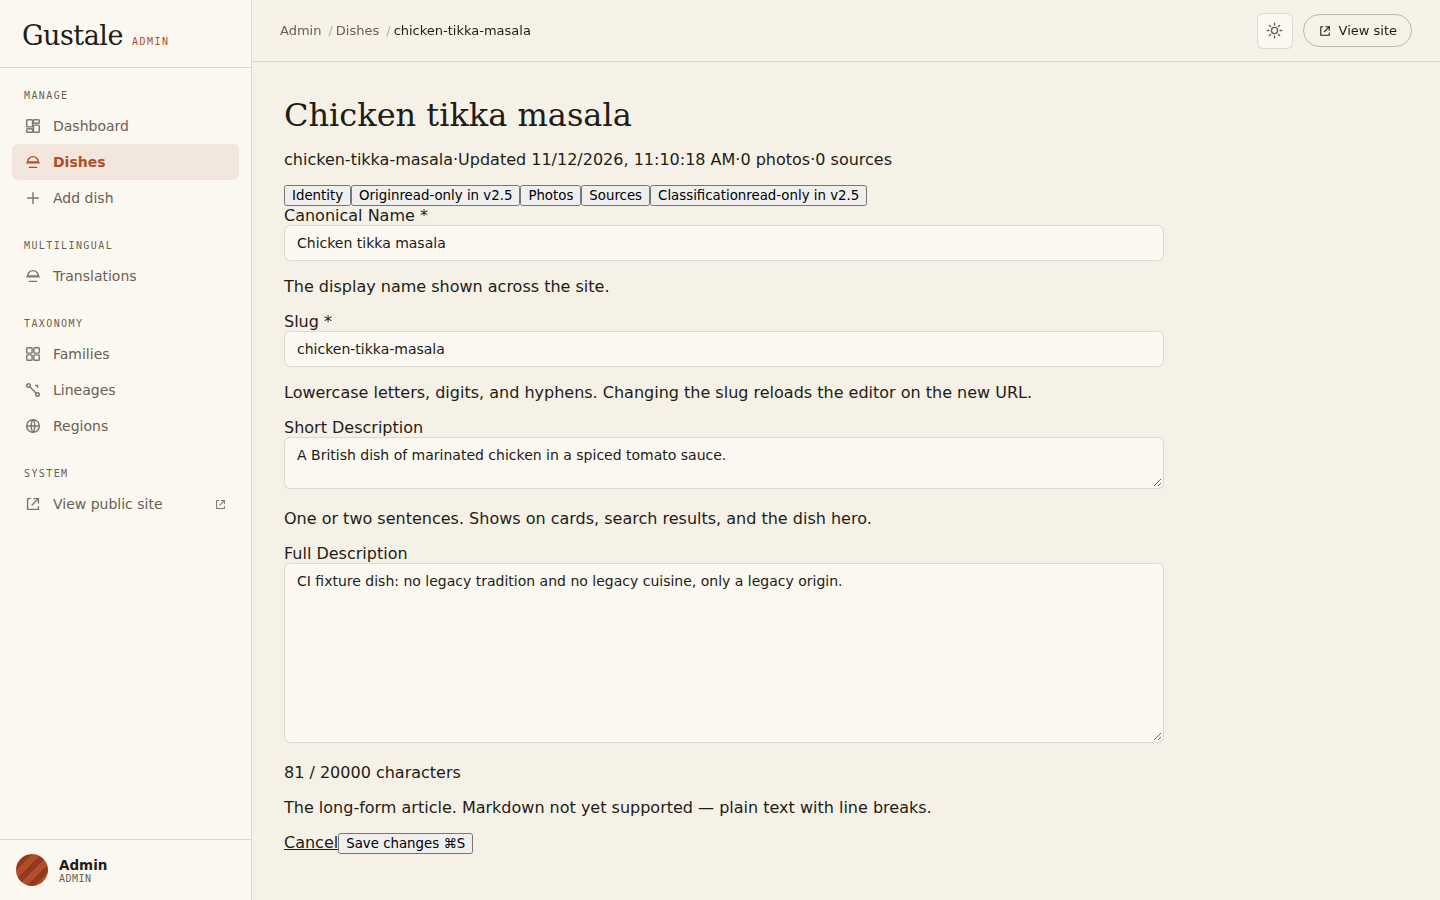 Gustale ADMIN
Admin / Dishes / chicken-tikka-masala
View site
MANAGE
Dashboard
Dishes
Add dish
MULTILINGUAL
Translations
TAXONOMY
Families
Lineages
Regions
SYSTEM
View public site
Admin
ADMIN
Chicken tikka masala
chicken-tikka-masala·Updated 11/12/2026, 11:10:18 AM·0 photos·0 sources
Identity Originread-only in v2.5 Photos Sources Classificationread-only in v2.5
Canonical Name *
Chicken tikka masala
The display name shown across the site.
Slug *
chicken-tikka-masala
Lowercase letters, digits, and hyphens. Changing the slug reloads the editor on the new URL.
Short Description
A British dish of marinated chicken in a spiced tomato sauce.
One or two sentences. Shows on cards, search results, and the dish hero.
Full Description
CI fixture dish: no legacy tradition and no legacy cuisine, only a legacy origin.
81 / 20000 characters
The long-form article. Markdown not yet supported — plain text with line breaks.
Cancel Save changes ⌘S